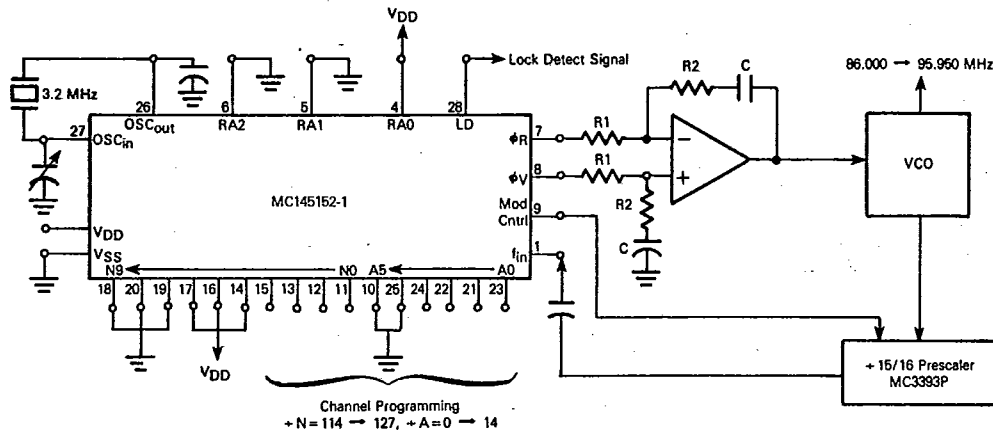 VDD
86.000 → 95.950 MHz
Lock Detect Signal
R2
C
3.2 MHz
26
6
5
4
28
27
OSCout
RA2
RA1
RA0
LD
OSCin
ϕR
7
R1
−
ϕV
8
R1
+
VCO
MC145152-1
Mod
Cntrl
9
R2
C
VDD
VSS
fin
1
N9
N0
A5
A0
18
20
19
17
16
14
15
13
12
11
10
25
24
22
21
23
VDD
÷ 15/16 Prescaler
MC3393P
Channel Programming
÷ N = 114 → 127, ÷ A = 0 → 14